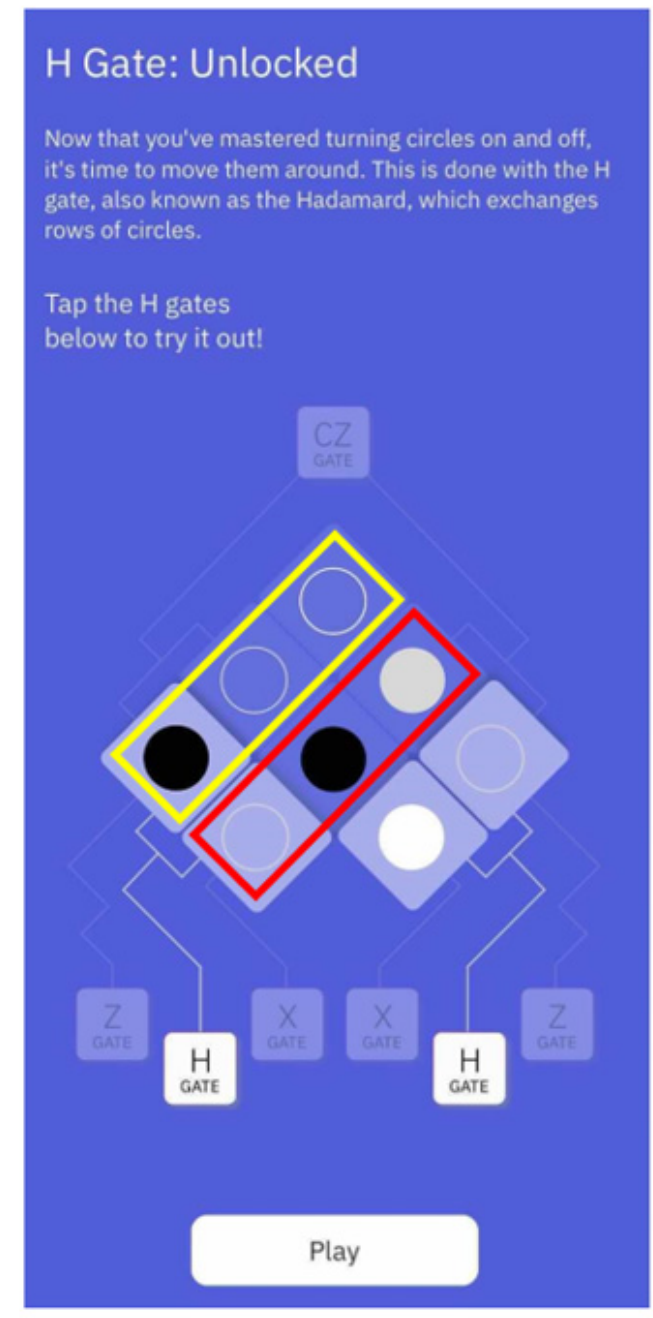 H Gate: Unlocked
Now that you've mastered turning circles on and off,
it's time to move them around. This is done with the H
gate, also known as the Hadamard, which exchanges
rows of circles.
Tap the H gates
below to try it out!
CZ
GATE
Z
GATE
H
GATE
X
GATE
X
GATE
H
GATE
Z
GATE
Play